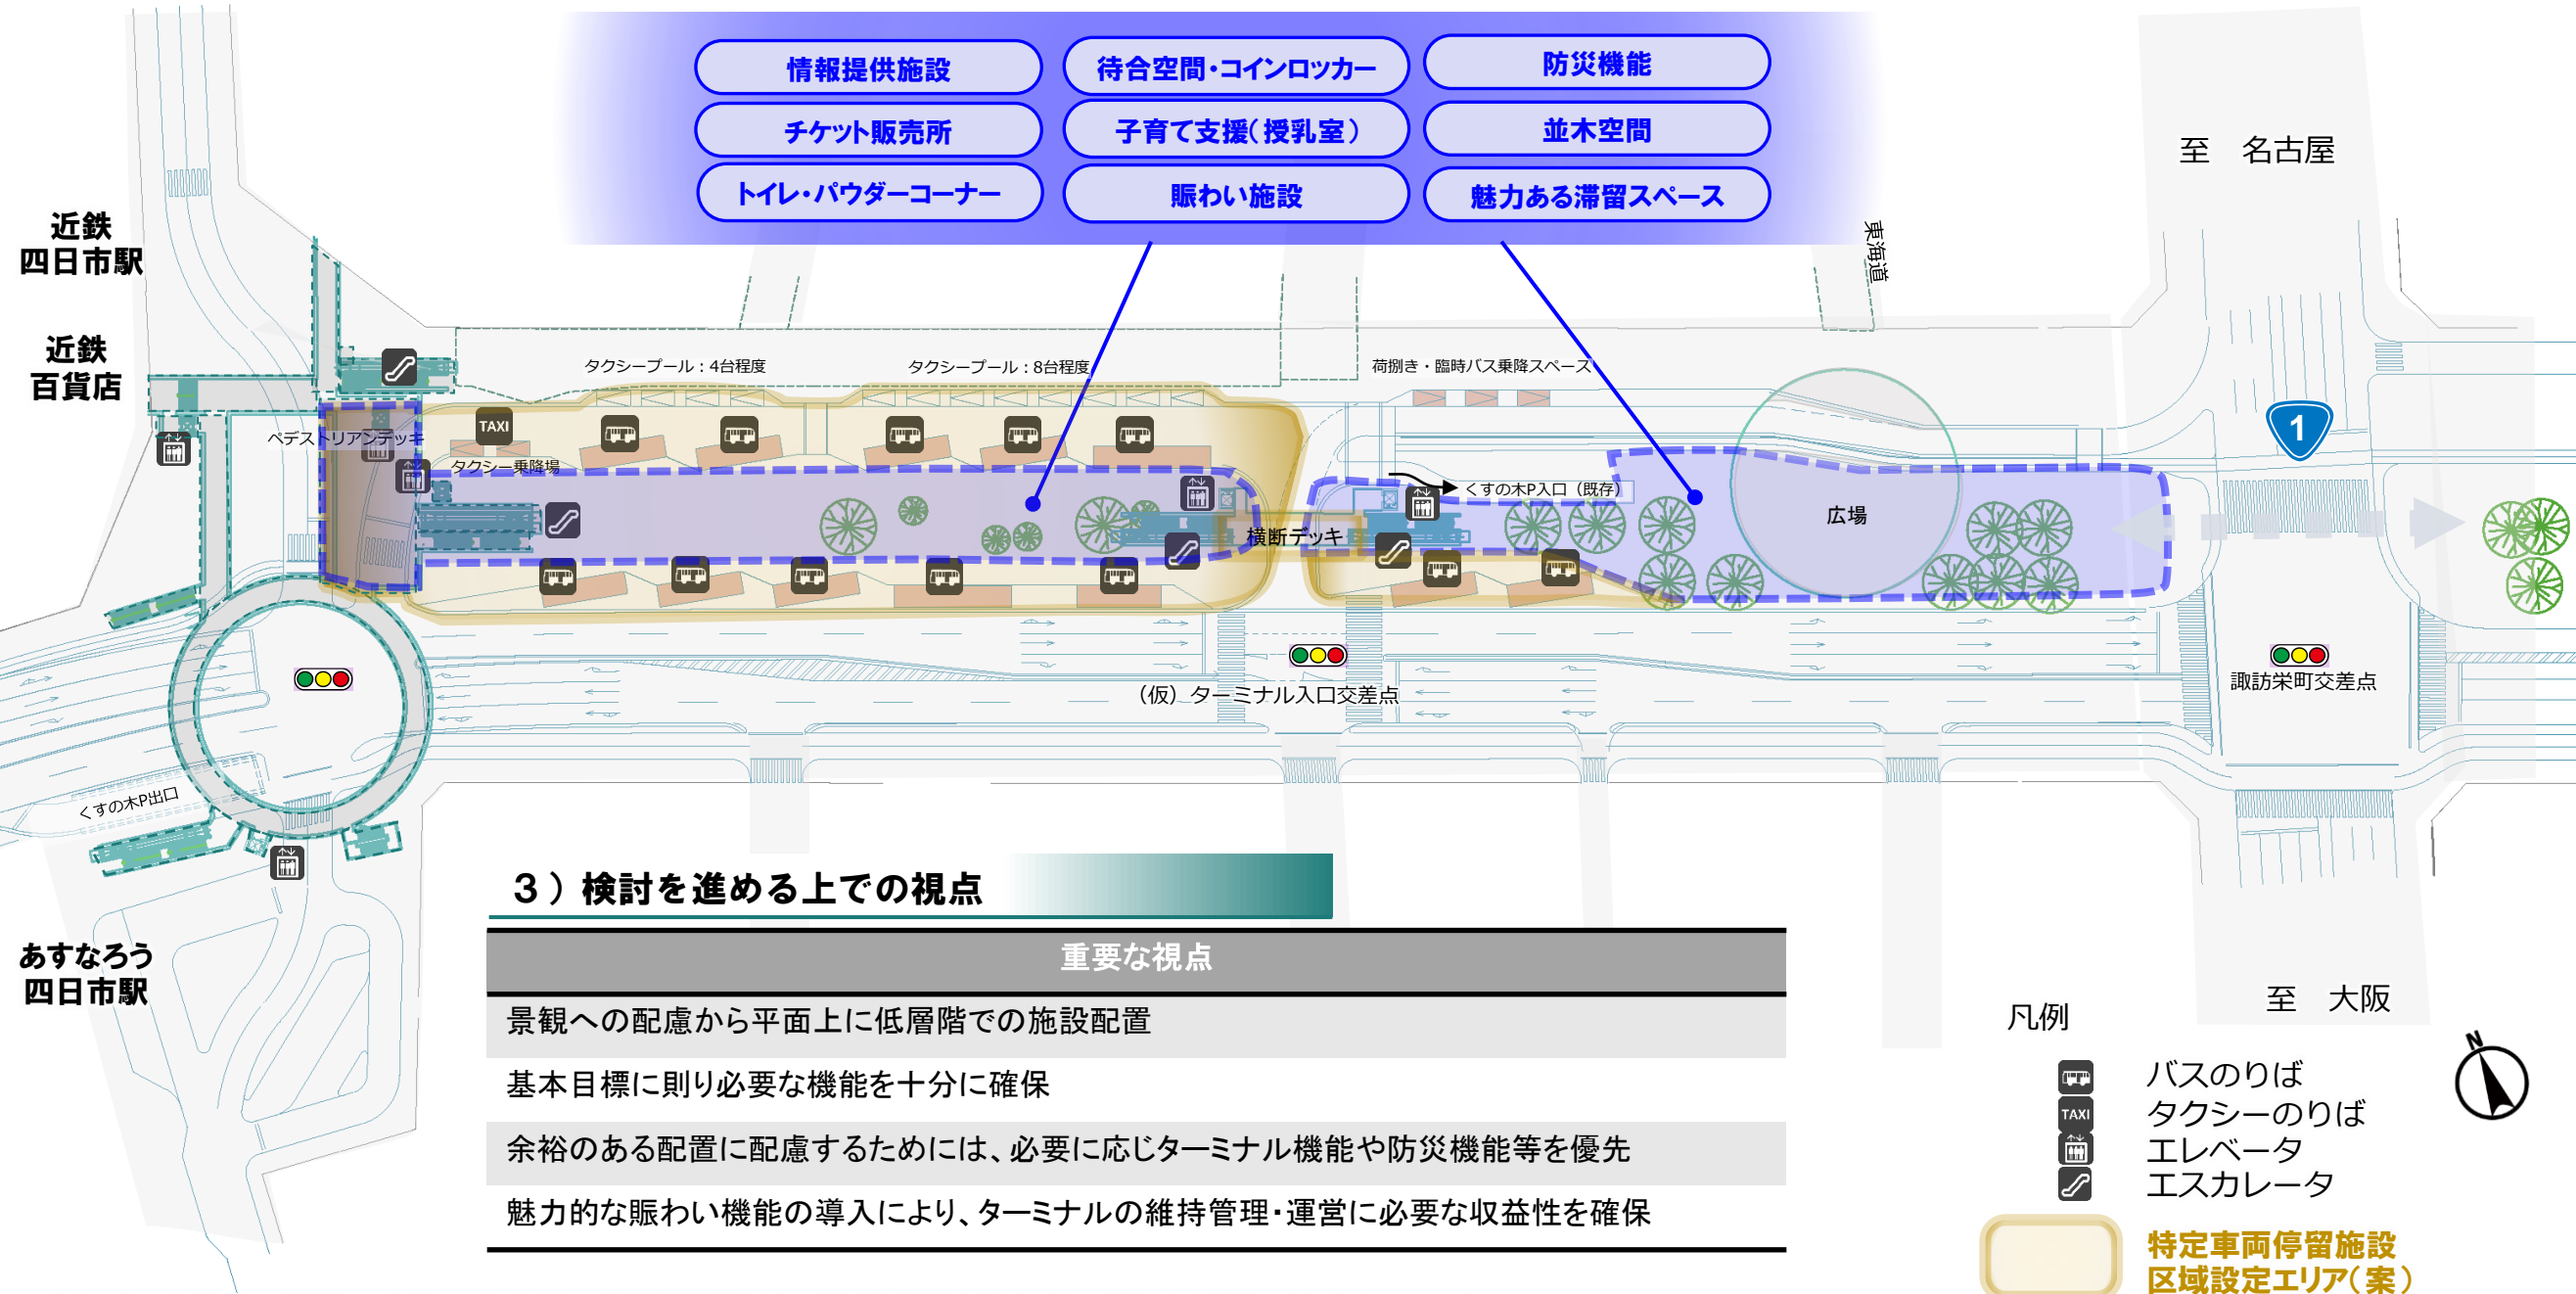 情報提供施設
待合空間・コインロッカー
防災機能
チケット販売所
子育て支援(授乳室)
並木空間
トイレ・パウダーコーナー
賑わい施設
魅力ある滞留スペース
至　名古屋
東海道
近鉄
四日市駅
近鉄
百貨店
タクシープール：4台程度
タクシープール：8台程度
荷捌き・臨時バス乗降スペース
TAXI
ペデストリアンデッキ
タクシー乗降場
くすの木P入口（既存）
横断デッキ
広場
1
（仮）ターミナル入口交差点
諏訪栄町交差点
くすの木P出口
あすなろう
四日市駅
3）検討を進める上での視点
重要な視点
景観への配慮から平面上に低層階での施設配置
基本目標に則り必要な機能を十分に確保
余裕のある配置に配慮するためには、必要に応じターミナル機能や防災機能等を優先
魅力的な賑わい機能の導入により、ターミナルの維持管理・運営に必要な収益性を確保
至　大阪
凡例
N
バスのりば
TAXI
タクシーのりば
エレベータ
エスカレータ
特定車両停留施設
区域設定エリア(案)